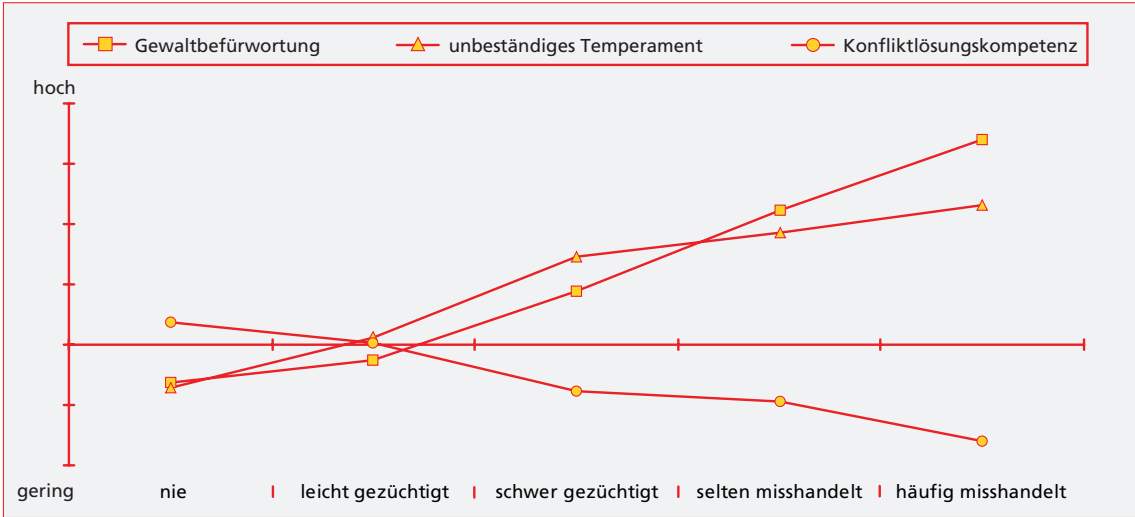 Gewaltbefürwortung unbeständiges Temperament Konfliktlösungskompetenz
hoch
gering nie leicht gezüchtigt schwer gezüchtigt selten misshandelt häufig misshandelt